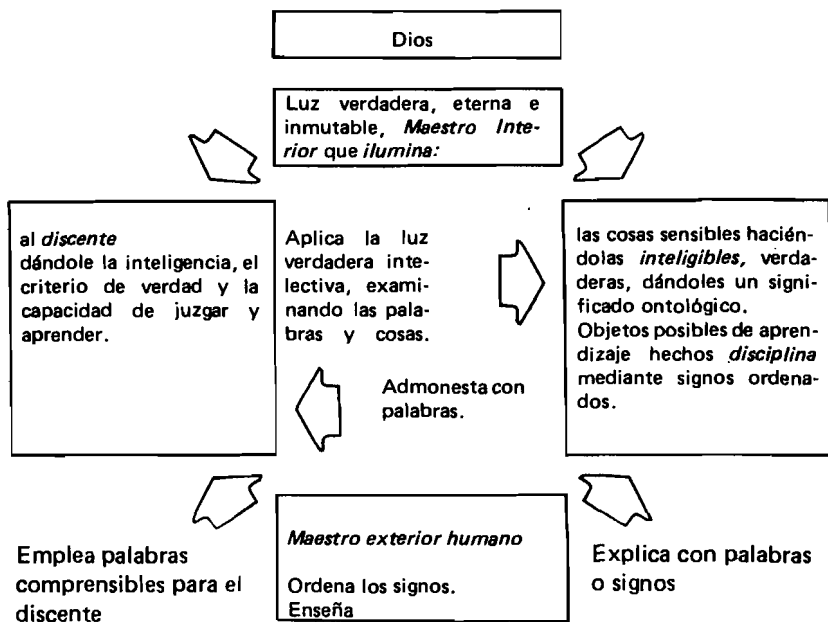 Dios
Luz verdadera, eterna e
inmutable, Maestro Inte-
rior que ilumina:
al discente
dándole la inteligencia, el
criterio de verdad y la
capacidad de juzgar y
aprender.
Aplica la luz
verdadera inte-
lectiva, exami-
nando las pala-
bras y cosas.
Admonesta con
palabras.
las cosas sensibles hacién-
dolas inteligibles, verda-
deras, dándoles un signi-
ficado ontológico.
Objetos posibles de apren-
dizaje hechos disciplina
mediante signos ordena-
dos.
Emplea palabras
comprensibles para el
discente
Maestro exterior humano
Ordena los signos.
Enseña
Explica con palabras
o signos